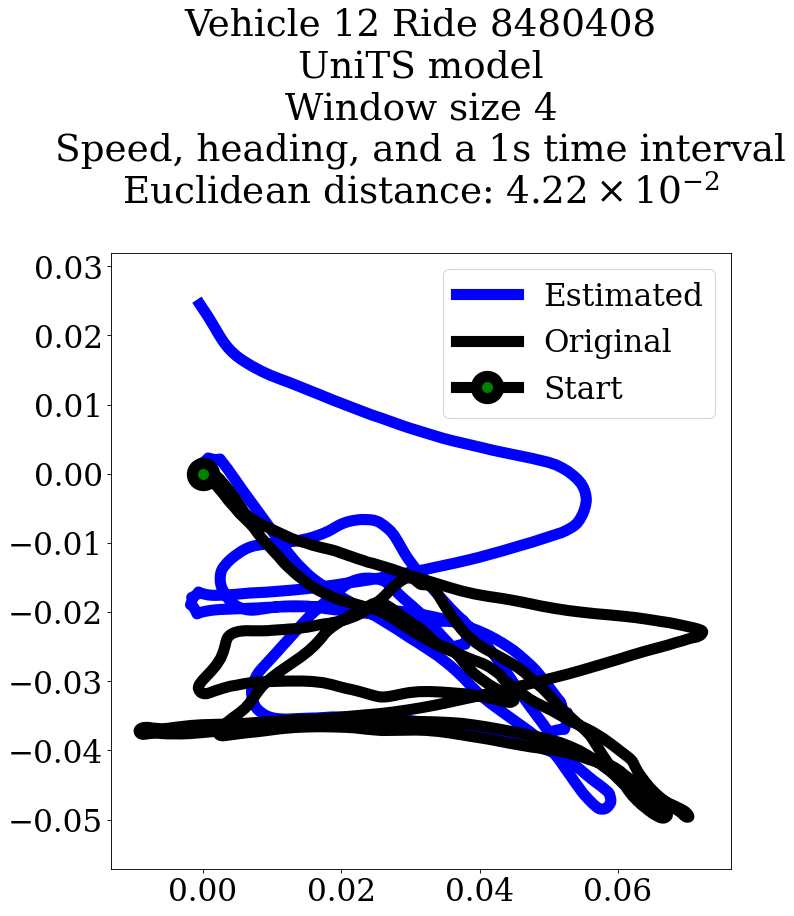 Vehicle 12 Ride 8480408
UniTS model
Window size 4
Speed, heading, and a 1s time interval
Euclidean distance: 4.22 × 10⁻²
0.03
0.02
0.01
0.00
−0.01
−0.02
−0.03
−0.04
−0.05
Estimated
Original
Start
0.00 0.02 0.04 0.06